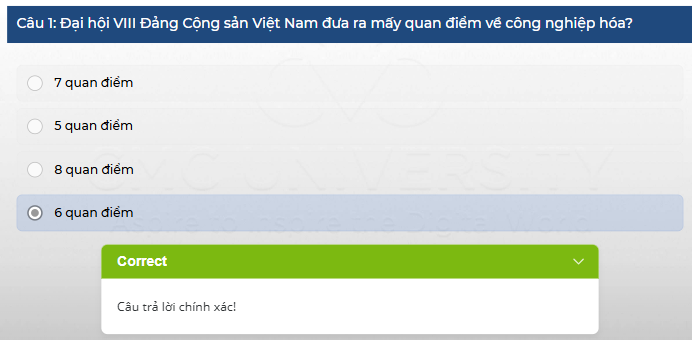 Câu 1: Đại hội VIII Đảng Cộng sản Việt Nam đưa ra mấy quan điểm về công nghiệp hóa?
7 quan điểm
5 quan điểm
8 quan điểm
CMC UNIVERSITY
6 quan điểm
Aspire to Inspire the Digital World
Correct
Câu trả lời chính xác!